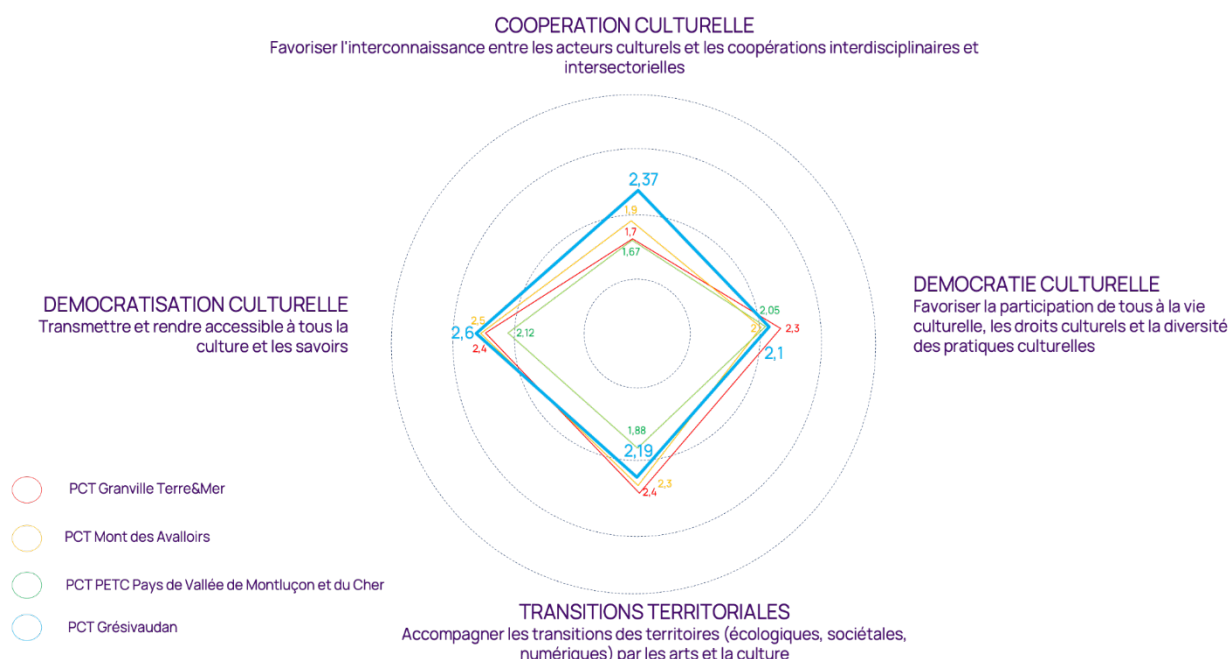 COOPERATION CULTURELLE
Favoriser l'interconnaissance entre les acteurs culturels et les coopérations interdisciplinaires et
intersectorielles
2,37
1,9
1,7
1,67
DEMOCRATISATION CULTURELLE
Transmettre et rendre accessible à tous la
culture et les savoirs
2,5
2,6
2,4
2,12
DEMOCRATIE CULTURELLE
Favoriser la participation de tous à la vie
culturelle, les droits culturels et la diversité
des pratiques culturelles
2,05
2,3
2,1
1,88
2,19
2,3
2,4
PCT Granville Terre&Mer
PCT Mont des Avalloirs
PCT PETC Pays de Vallée de Montluçon et du Cher
PCT Grésivaudan
TRANSITIONS TERRITORIALES
Accompagner les transitions des territoires (écologiques, sociétales,
numériques) par les arts et la culture